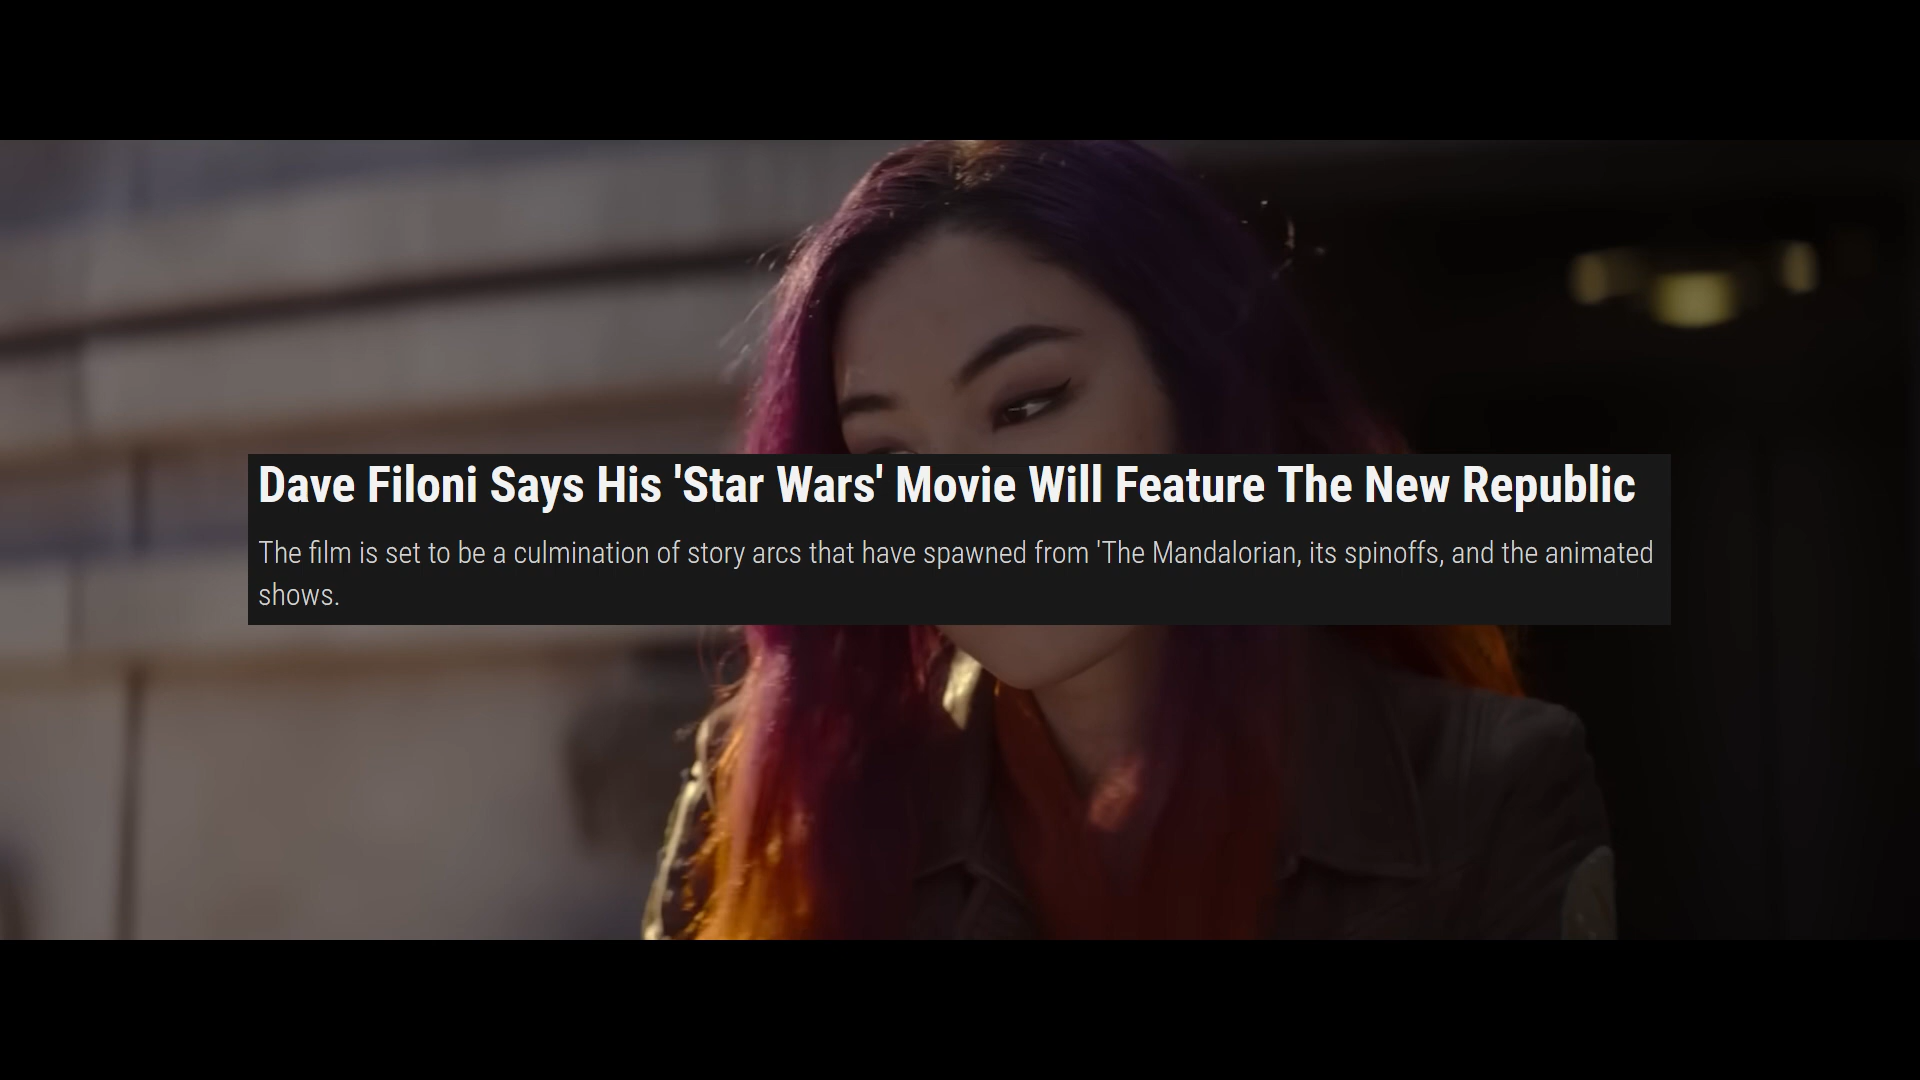 Dave Filoni Says His 'Star Wars' Movie Will Feature The New Republic
The film is set to be a culmination of story arcs that have spawned from 'The Mandalorian, its spinoffs, and the animated
shows.